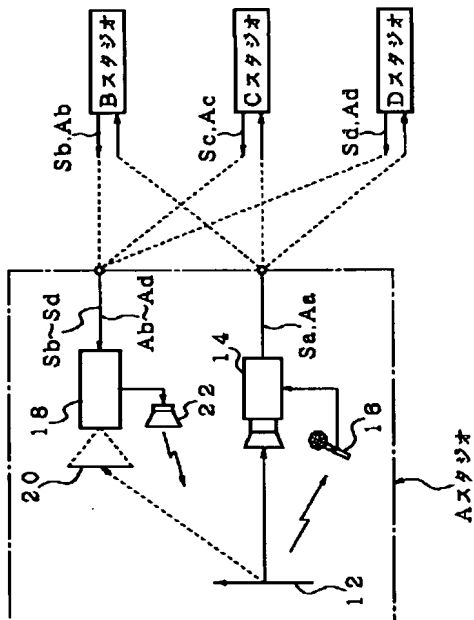 Bスタジオ
Cスタジオ
Dスタジオ
Sb,Ab
Sc,Ac
Sd,Ad
Sb~Sd
Ab~Ad
18
20
22
14
Sa,Aa
16
12
Aスタジオ